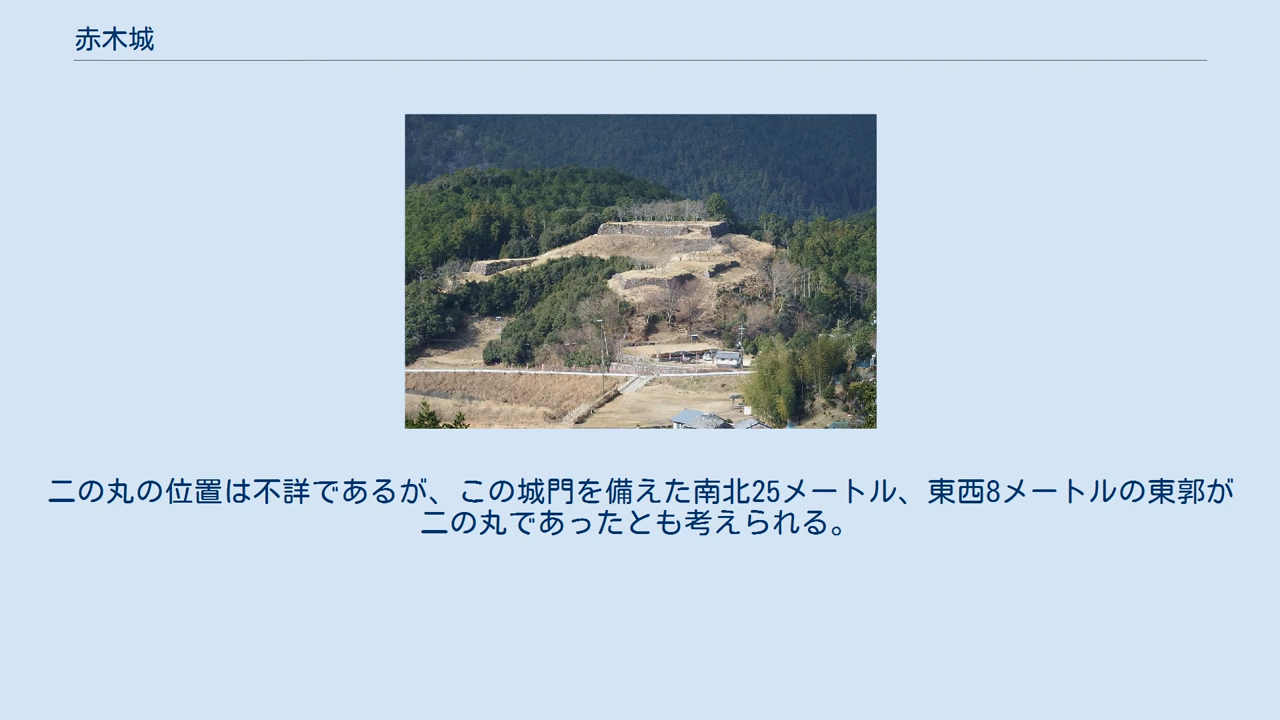 赤木城
二の丸の位置は不詳であるが、この城門を備えた南北25メートル、東西8メートルの東郭が
二の丸であったとも考えられる。